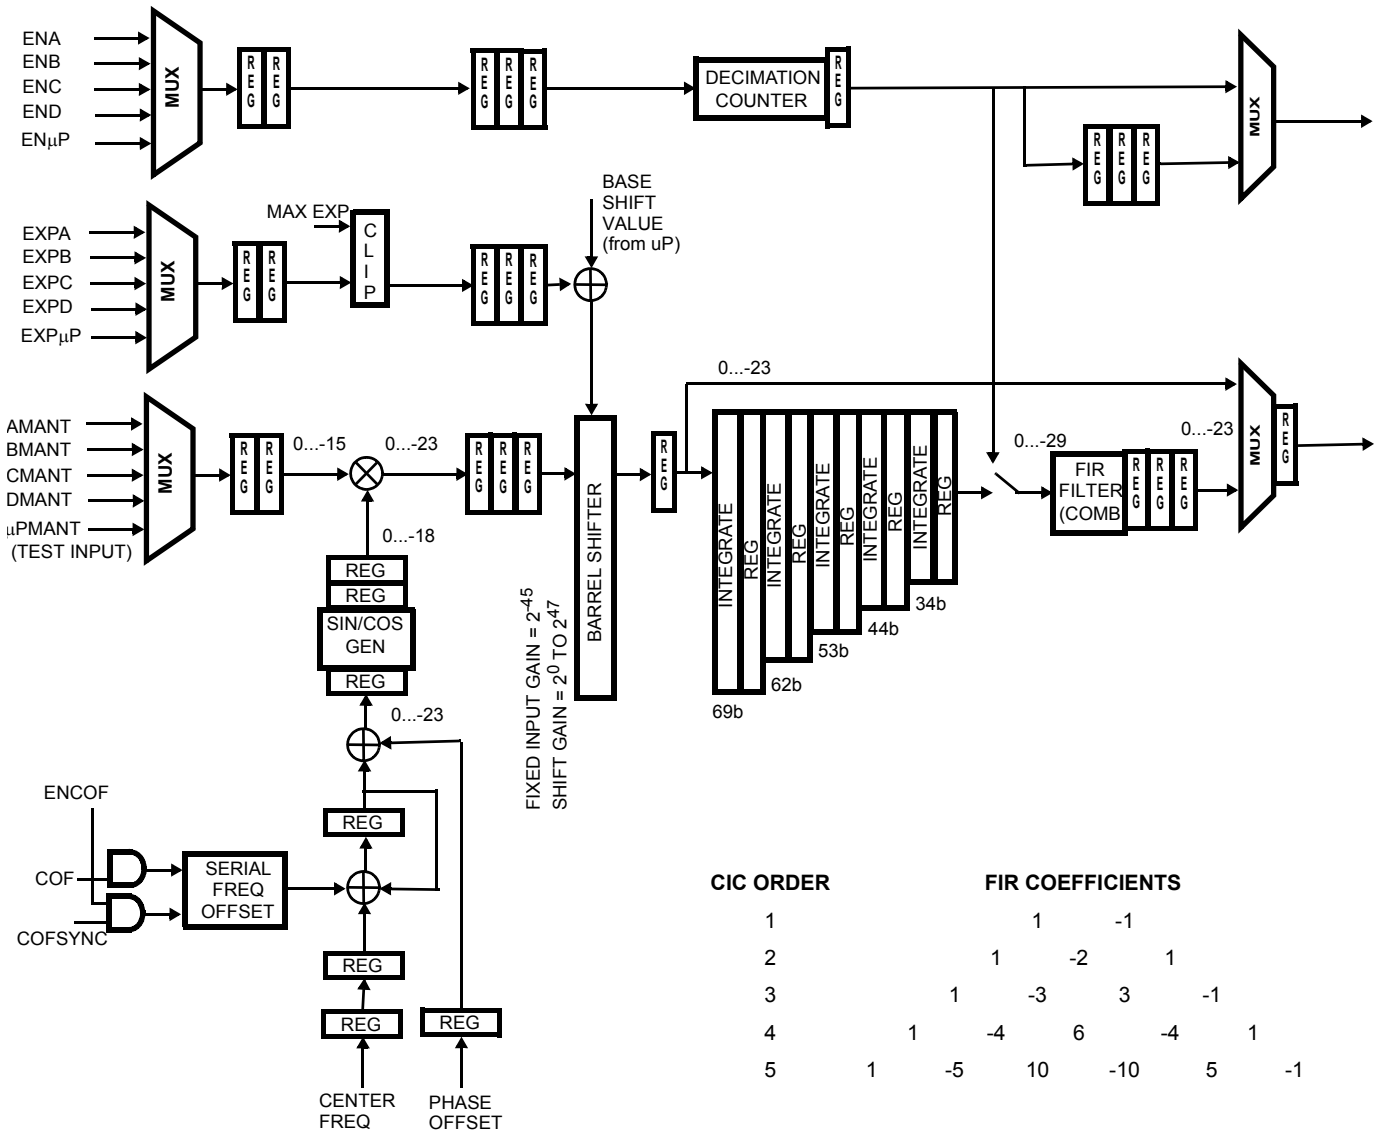 ENA
ENB
ENC
END
ENµP
MUX
REG
REG
REG
REG
REG
DECIMATION
COUNTER
REG
REG
REG
REG
MUX
EXPA
EXPB
EXPC
EXPD
EXPµP
MUX
REG
REG
MAX EXP
CLIP
REG
REG
REG
BASE
SHIFT
VALUE
(from uP)
AMANT
BMANT
CMANT
DMANT
µPMANT
(TEST INPUT)
MUX
REG
REG
0...-15
0...-23
REG
REG
REG
BARREL SHIFTER
REG
0...-23
INTEGRATE
REG
INTEGRATE
REG
INTEGRATE
REG
INTEGRATE
REG
INTEGRATE
REG
69b
62b
53b
44b
34b
0...-29
FIR
FILTER
(COMB
REG
REG
REG
0...-23
MUX
REG
0...-18
REG
REG
SIN/COS
GEN
REG
0...-23
FIXED INPUT GAIN = 2-45
SHIFT GAIN = 20 TO 247
ENCOF
COF
COFSYNC
SERIAL
FREQ
OFFSET
REG
REG
REG
REG
CENTER
FREQ
PHASE
OFFSET
CIC ORDER FIR COEFFICIENTS
1 1 -1
2 1 -2 1
3 1 -3 3 -1
4 1 -4 6 -4 1
5 1 -5 10 -10 5 -1